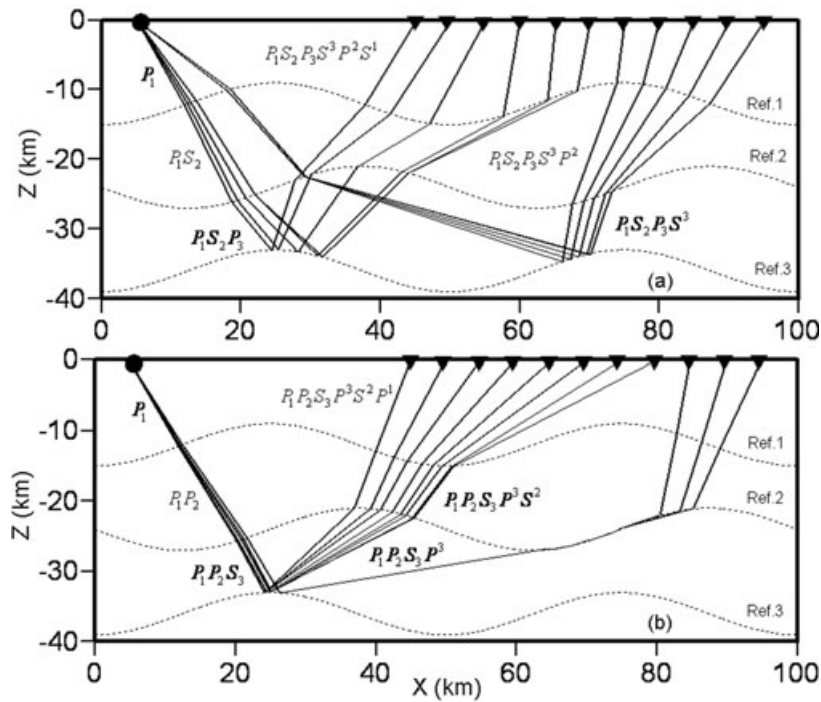 0
-10
-20
-30
-40
Z (km)
P₁S₂P₃S³P²S¹
P₁
Ref.1
P₁S₂
P₁S₂P₃S³P²
Ref.2
P₁S₂P₃
P₁S₂P₃S³
(a)
Ref.3
0 20 40 60 80 100
0
-10
-20
-30
-40
Z (km)
P₁P₂S₃P³S²P¹
P₁
Ref.1
P₁P₂
P₁P₂S₃P³S²
Ref.2
P₁P₂S₃
P₁P₂S₃P³
Ref.3
(b)
0 20 40 60 80 100
X (km)